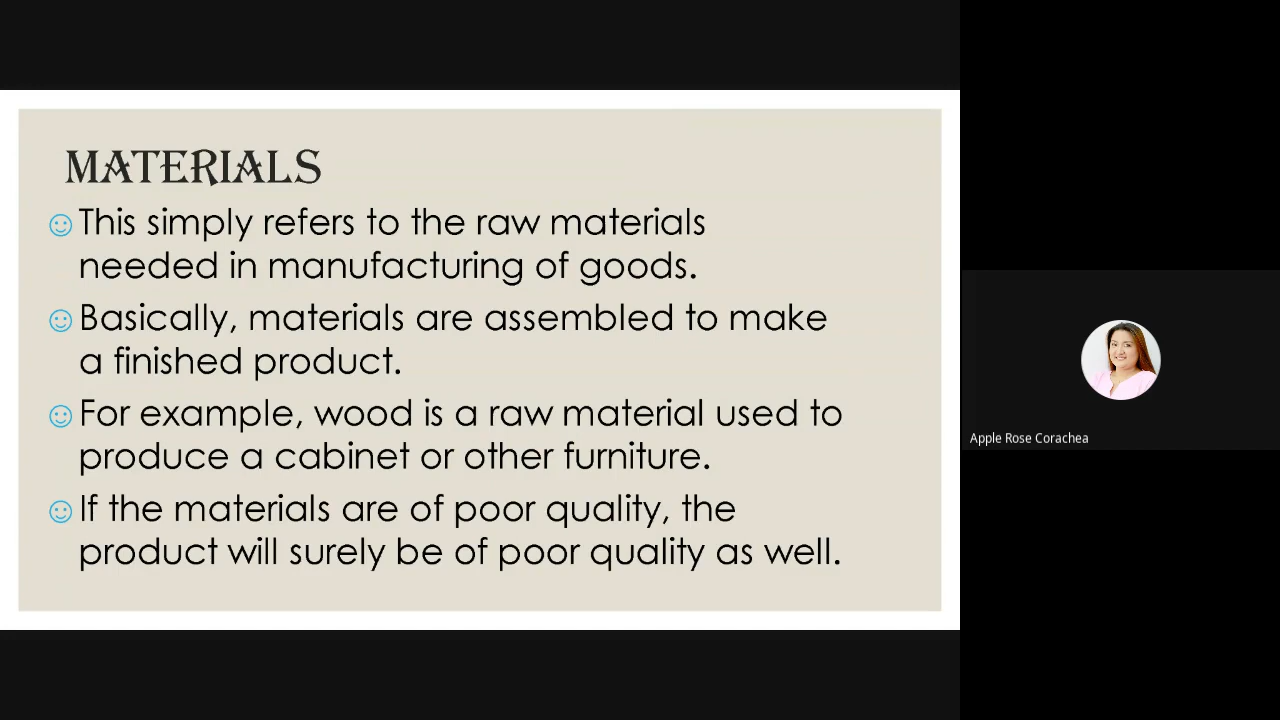 MATERIALS
This simply refers to the raw materials
needed in manufacturing of goods.
Basically, materials are assembled to make
a finished product.
For example, wood is a raw material used to
produce a cabinet or other furniture.
If the materials are of poor quality, the
product will surely be of poor quality as well.
Apple Rose Corachea